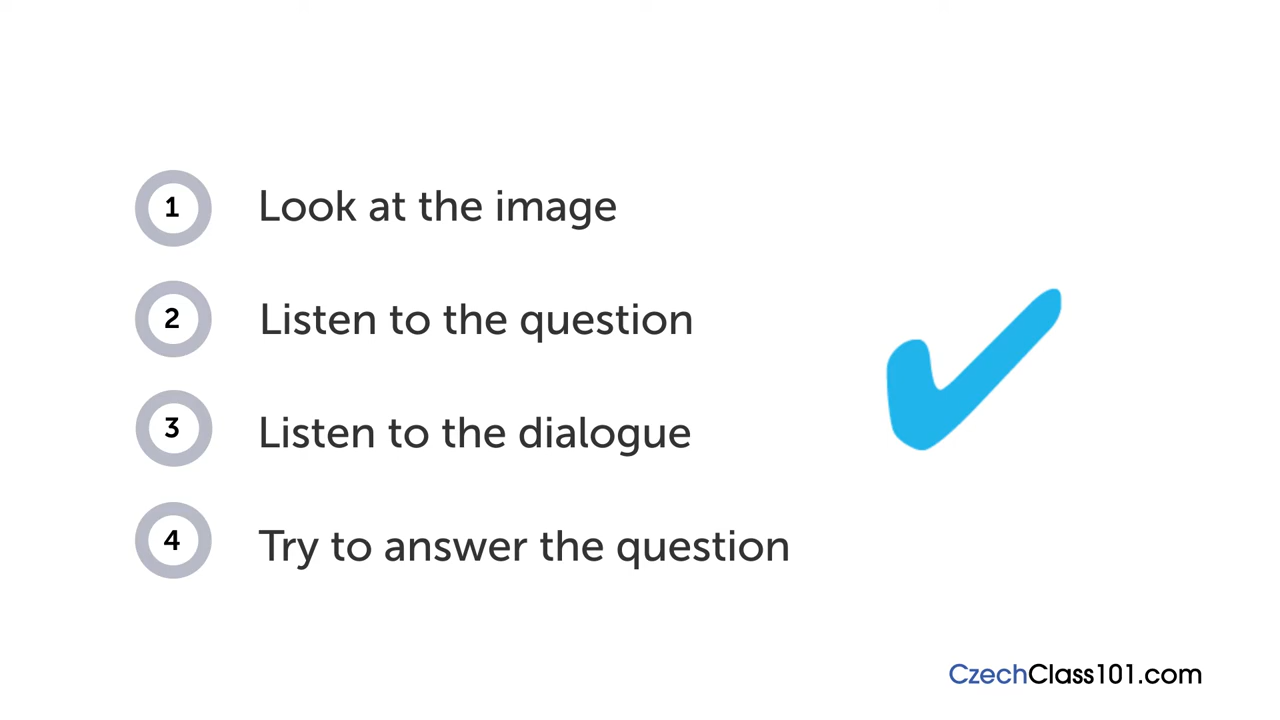 1 Look at the image
2 Listen to the question
3 Listen to the dialogue
4 Try to answer the question
CzechClass101.com